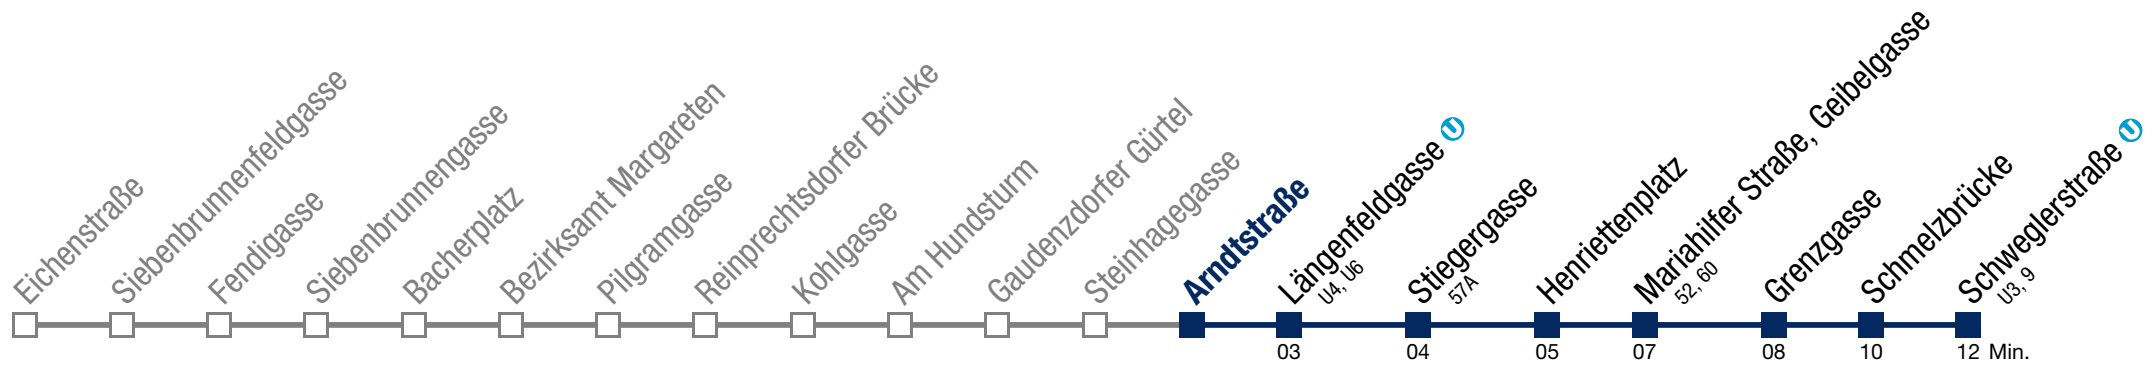 Eichenstraße
Siebenbrunnenfeldgasse
Fendigasse
Siebenbrunnengasse
Bacherplatz
Bezirksamt Margareten
Pilgramgasse
Reinprechtsdorfer Brücke
Kohlgasse
Am Hundsturm
Gaudenzdorfer Gürtel
Steinhagegasse
Arndtstraße
Längenfeldgasse U
U4, U6
Stiegergasse
57A
Henriettenplatz
Mariahilfer Straße, Geibelgasse
52, 60
Grenzgasse
Schmelzbrücke
Schweglerstraße U
U3, 9
03 04 05 07 08 10 12 Min.